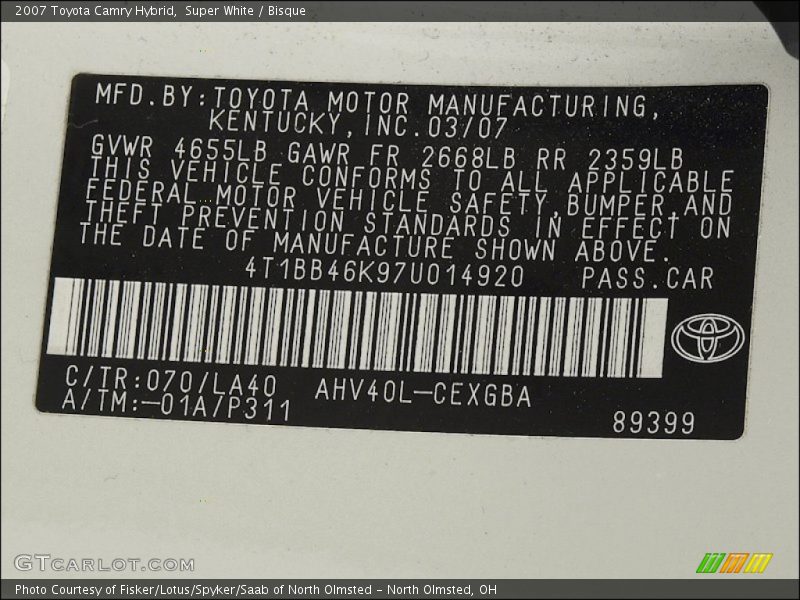 2007 Toyota Camry Hybrid, Super White / Bisque
MFD.BY:TOYOTA MOTOR MANUFACTURING,
KENTUCKY,INC.03/07
GVWR 4655LB GAWR FR 2668LB RR 2359LB
THIS VEHICLE CONFORMS TO ALL APPLICABLE
FEDERAL MOTOR VEHICLE SAFETY,BUMPER,AND
THEFT PREVENTION STANDARDS IN EFFECT ON
THE DATE OF MANUFACTURE SHOWN ABOVE.
4T1BB46K97U014920 PASS.CAR
C/TR:070/LA40 AHV40L-CEXGBA
A/TM:-01A/P311
89399
GTCARLOT.COM
Photo Courtesy of Fisker/Lotus/Spyker/Saab of North Olmsted - North Olmsted, OH